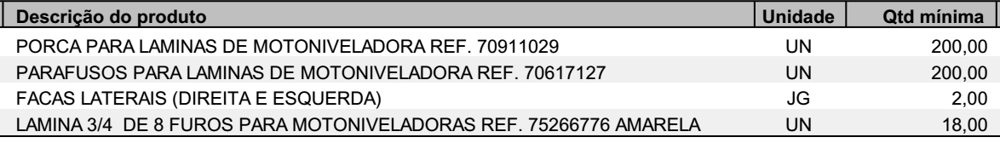 Descrição do produto Unidade Qtd mínima
PORCA PARA LAMINAS DE MOTONIVELADORA REF. 70911029 UN 200,00
PARAFUSOS PARA LAMINAS DE MOTONIVELADORA REF. 70617127 UN 200,00
FACAS LATERAIS (DIREITA E ESQUERDA) JG 2,00
LAMINA 3/4  DE 8 FUROS PARA MOTONIVELADORAS REF. 75266776 AMARELA UN 18,00